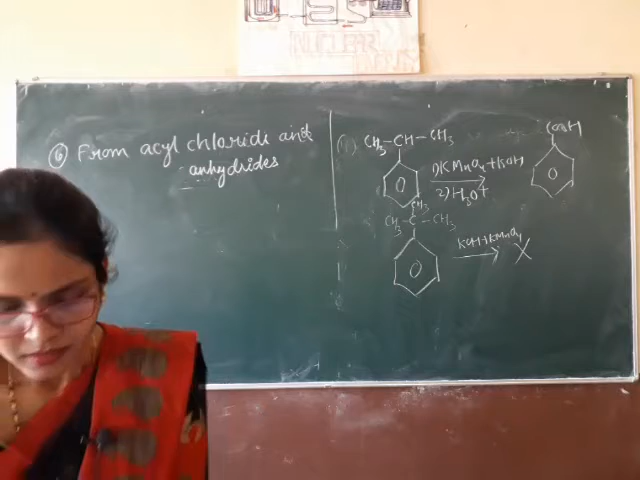 NUCLEAR
⑥ From acyl chloride and
anhydrides
CH₃-CH-CH₃
COOH
1) KMnO₄+KOH
2) H₃O⁺
CH₃
CH₃-C-CH₃
KOH+KMnO₄
X